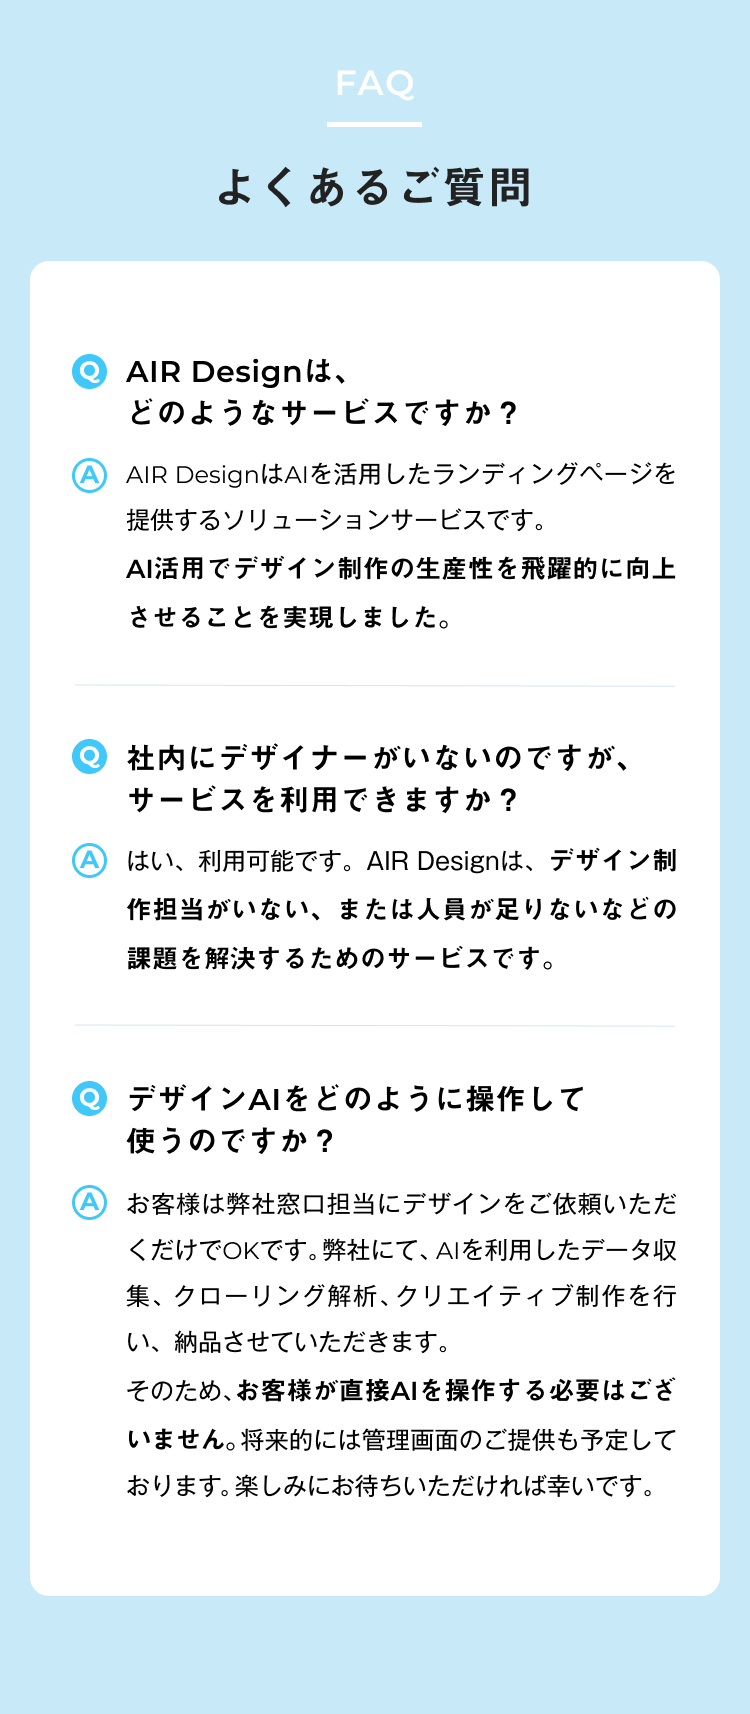 FAQ
よくあるご質問
Q AIR Designは、
どのようなサービスですか？
A AIR DesignはAIを活用したランディングページを
提供するソリューションサービスです。
AI活用でデザイン制作の生産性を飛躍的に向上
させることを実現しました。
Q 社内にデザイナーがいないのですが、
サービスを利用できますか？
A はい、利用可能です。AIR Designは、デザイン制
作担当がいない、または人員が足りないなどの
課題を解決するためのサービスです。
Q デザインAIをどのように操作して
使うのですか？
A お客様は弊社窓口担当にデザインをご依頼いただ
くだけでOKです。弊社にて、AIを利用したデータ収
集、クローリング解析、クリエイティブ制作を行
い、納品させていただきます。
そのため、お客様が直接AIを操作する必要はござ
いません。将来的には管理画面のご提供も予定して
おります。楽しみにお待ちいただければ幸いです。